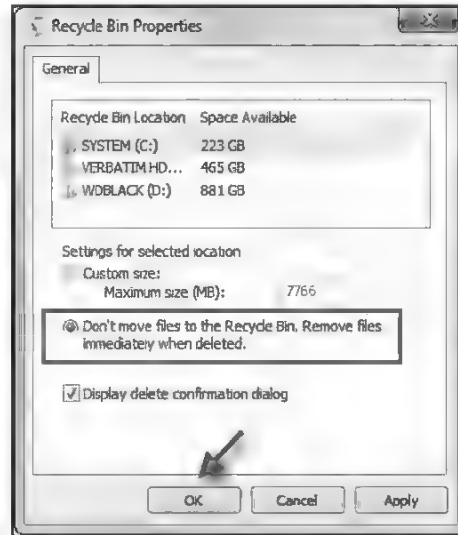 Recycle Bin Properties
General
Recycle Bin Location Space Available
SYSTEM (C:) 223 GB
VERBATIM HD... 465 GB
WDBLACK (D:) 881 GB
Settings for selected location
Custom size:
Maximum size (MB): 7766
Don't move files to the Recycle Bin. Remove files
immediately when deleted.
Display delete confirmation dialog
OK Cancel Apply